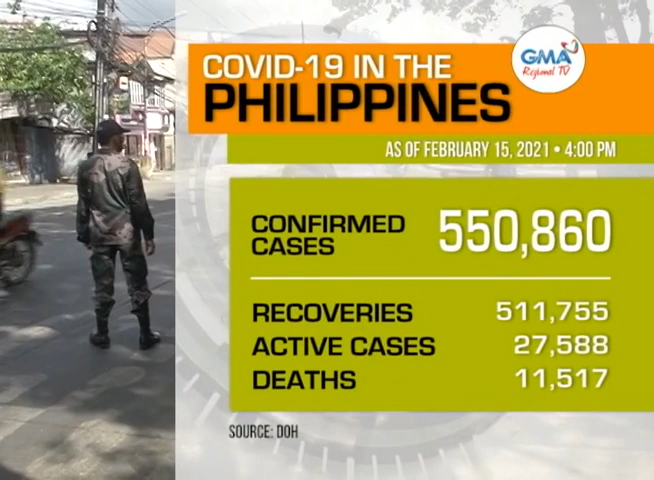 GMA
Regional TV
COVID-19 IN THE
PHILIPPINES
AS OF FEBRUARY 15, 2021 • 4:00 PM
CONFIRMED
CASES
550,860
RECOVERIES 511,755
ACTIVE CASES 27,588
DEATHS 11,517
SOURCE: DOH